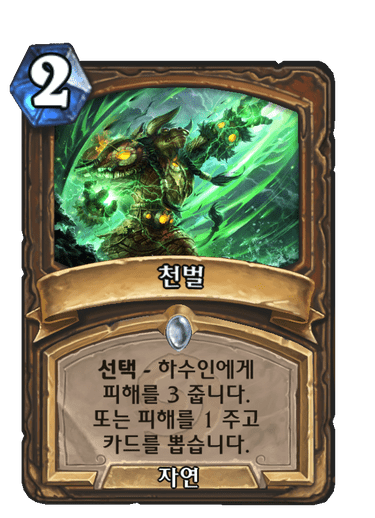 2
천벌
선택 - 하수인에게
피해를 3 줍니다.
또는 피해를 1 주고
카드를 뽑습니다.
자연